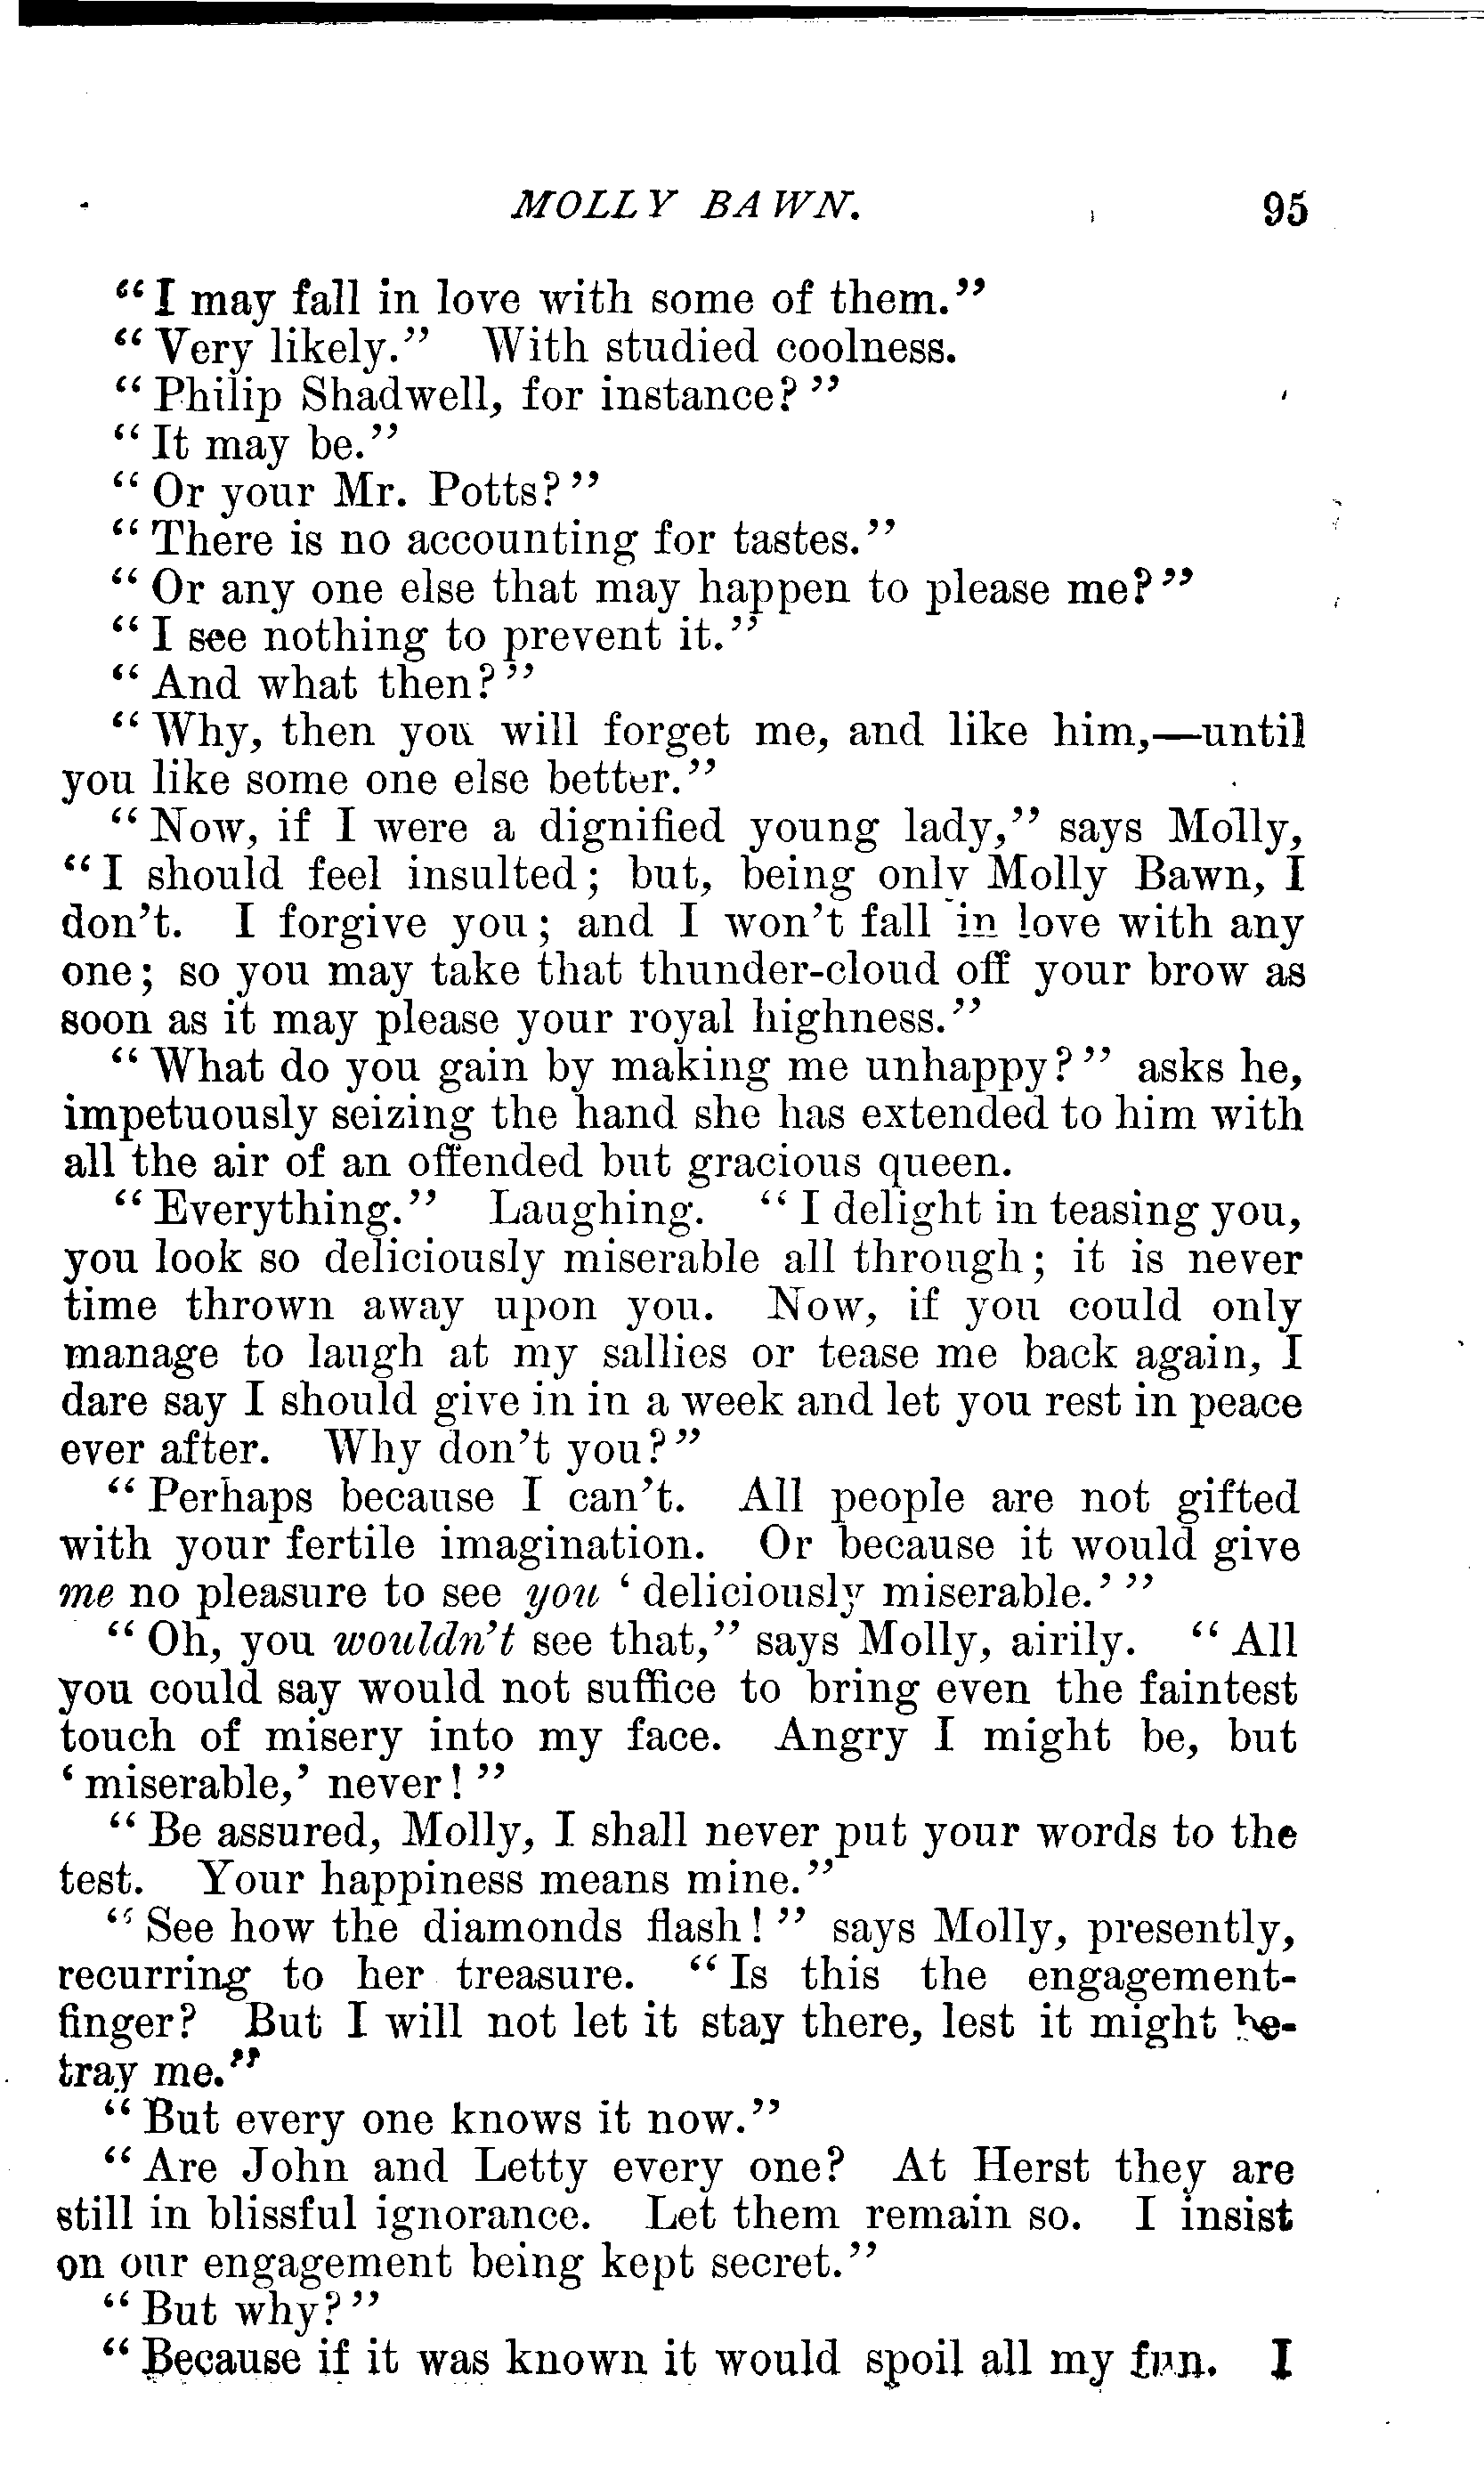 MOLLY BAWN. 95
"I may fall in love with some of them."
"Very likely." With studied coolness.
"Philip Shadwell, for instance?"
"It may be."
"Or your Mr. Potts?"
"There is no accounting for tastes."
"Or any one else that may happen to please me?"
"I see nothing to prevent it."
"And what then?"
"Why, then you will forget me, and like him,—until
you like some one else better."
"Now, if I were a dignified young lady," says Molly,
"I should feel insulted; but, being only Molly Bawn, I
don't. I forgive you; and I won't fall in love with any
one; so you may take that thunder-cloud off your brow as
soon as it may please your royal highness."
"What do you gain by making me unhappy?" asks he,
impetuously seizing the hand she has extended to him with
all the air of an offended but gracious queen.
"Everything." Laughing. "I delight in teasing you,
you look so deliciously miserable all through; it is never
time thrown away upon you. Now, if you could only
manage to laugh at my sallies or tease me back again, I
dare say I should give in in a week and let you rest in peace
ever after. Why don't you?"
"Perhaps because I can't. All people are not gifted
with your fertile imagination. Or because it would give
me no pleasure to see you 'deliciously miserable.'"
"Oh, you wouldn't see that," says Molly, airily. "All
you could say would not suffice to bring even the faintest
touch of misery into my face. Angry I might be, but
'miserable,' never!"
"Be assured, Molly, I shall never put your words to the
test. Your happiness means mine."
"See how the diamonds flash!" says Molly, presently,
recurring to her treasure. "Is this the engagement-
finger? But I will not let it stay there, lest it might be-
tray me."
"But every one knows it now."
"Are John and Letty every one? At Herst they are
still in blissful ignorance. Let them remain so. I insist
on our engagement being kept secret."
"But why?"
"Because if it was known it would spoil all my fun. I